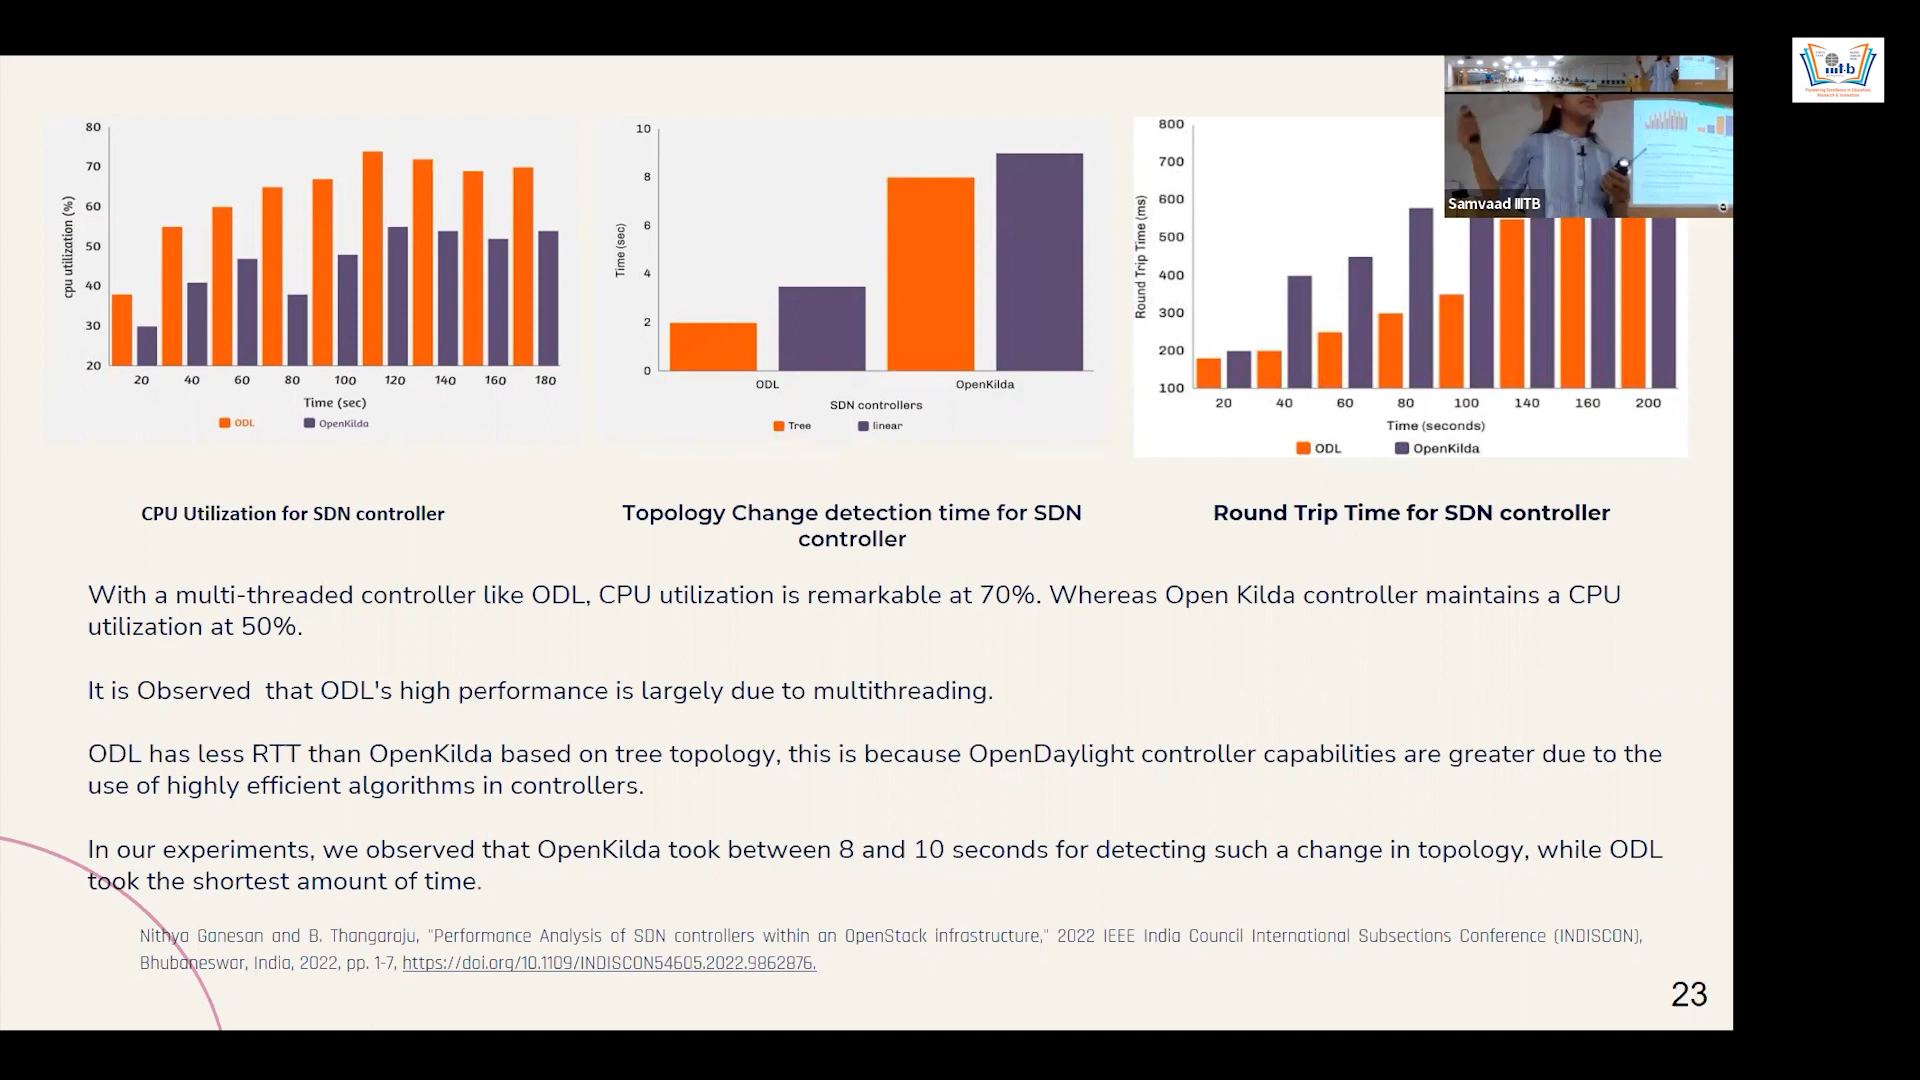 80
70
60
50
40
30
20
cpu utilization (%)
20 40 60 80 100 120 140 160 180
Time (sec)
ODL OpenKilda
10
8
6
4
2
0
Time (sec)
ODL OpenKilda
SDN controllers
Tree linear
800
700
600
500
400
300
200
100
Round Trip Time (ms)
20 40 60 80 100 140 160 200
Time (seconds)
ODL OpenKilda
Samvaad IIITB
iiit-b
CPU Utilization for SDN controller
Topology Change detection time for SDN
controller
Round Trip Time for SDN controller
With a multi-threaded controller like ODL, CPU utilization is remarkable at 70%. Whereas Open Kilda controller maintains a CPU
utilization at 50%.
It is Observed that ODL's high performance is largely due to multithreading.
ODL has less RTT than OpenKilda based on tree topology, this is because OpenDaylight controller capabilities are greater due to the
use of highly efficient algorithms in controllers.
In our experiments, we observed that OpenKilda took between 8 and 10 seconds for detecting such a change in topology, while ODL
took the shortest amount of time.
Nithya Ganesan and B. Thangaraju, "Performance Analysis of SDN controllers within an OpenStack infrastructure," 2022 IEEE India Council International Subsections Conference (INDISCON),
Bhubaneswar, India, 2022, pp. 1-7, https://doi.org/10.1109/INDISCON54605.2022.9862876.
23